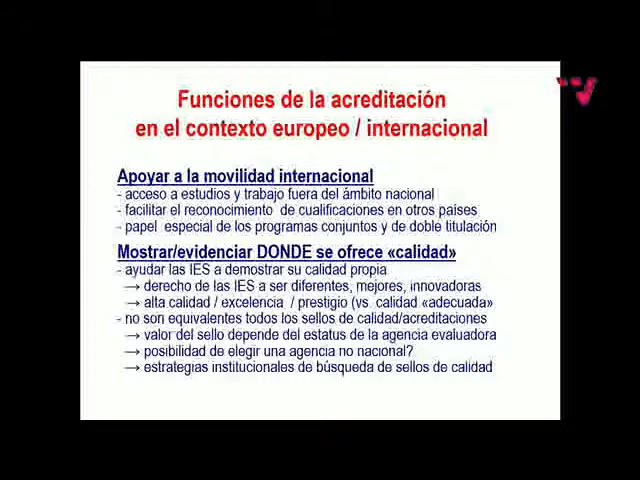 Funciones de la acreditación
en el contexto europeo / internacional
Apoyar a la movilidad internacional
- acceso a estudios y trabajo fuera del ámbito nacional
- facilitar el reconocimiento de cualificaciones en otros países
- papel especial de los programas conjuntos y de doble titulación
Mostrar/evidenciar DONDE se ofrece «calidad»
- ayudar las IES a demostrar su calidad propia
→ derecho de las IES a ser diferentes, mejores, innovadoras
→ alta calidad / excelencia / prestigio (vs. calidad «adecuada»
- no son equivalentes todos los sellos de calidad/acreditaciones
→ valor del sello depende del estatus de la agencia evaluadora
→ posibilidad de elegir una agencia no nacional?
→ estrategias institucionales de búsqueda de sellos de calidad